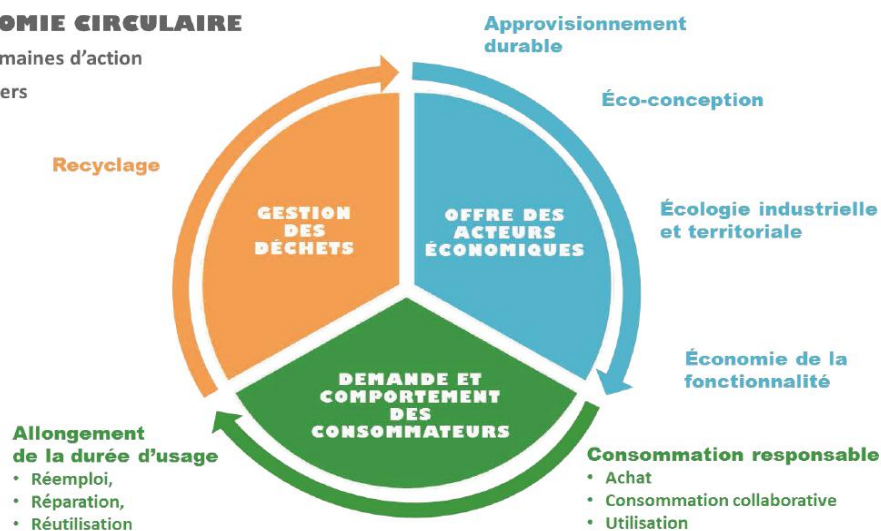 OMIE CIRCULAIRE
maines d'action
ers
Approvisionnement
durable
Éco-conception
Écologie industrielle
et territoriale
Économie de la
fonctionnalité
Recyclage
GESTION
DES
DÉCHETS
OFFRE DES
ACTEURS
ÉCONOMIQUES
DEMANDE ET
COMPORTEMENT
DES
CONSOMMATEURS
Consommation responsable
• Achat
• Consommation collaborative
• Utilisation
Allongement
de la durée d'usage
• Réemploi,
• Réparation,
• Réutilisation